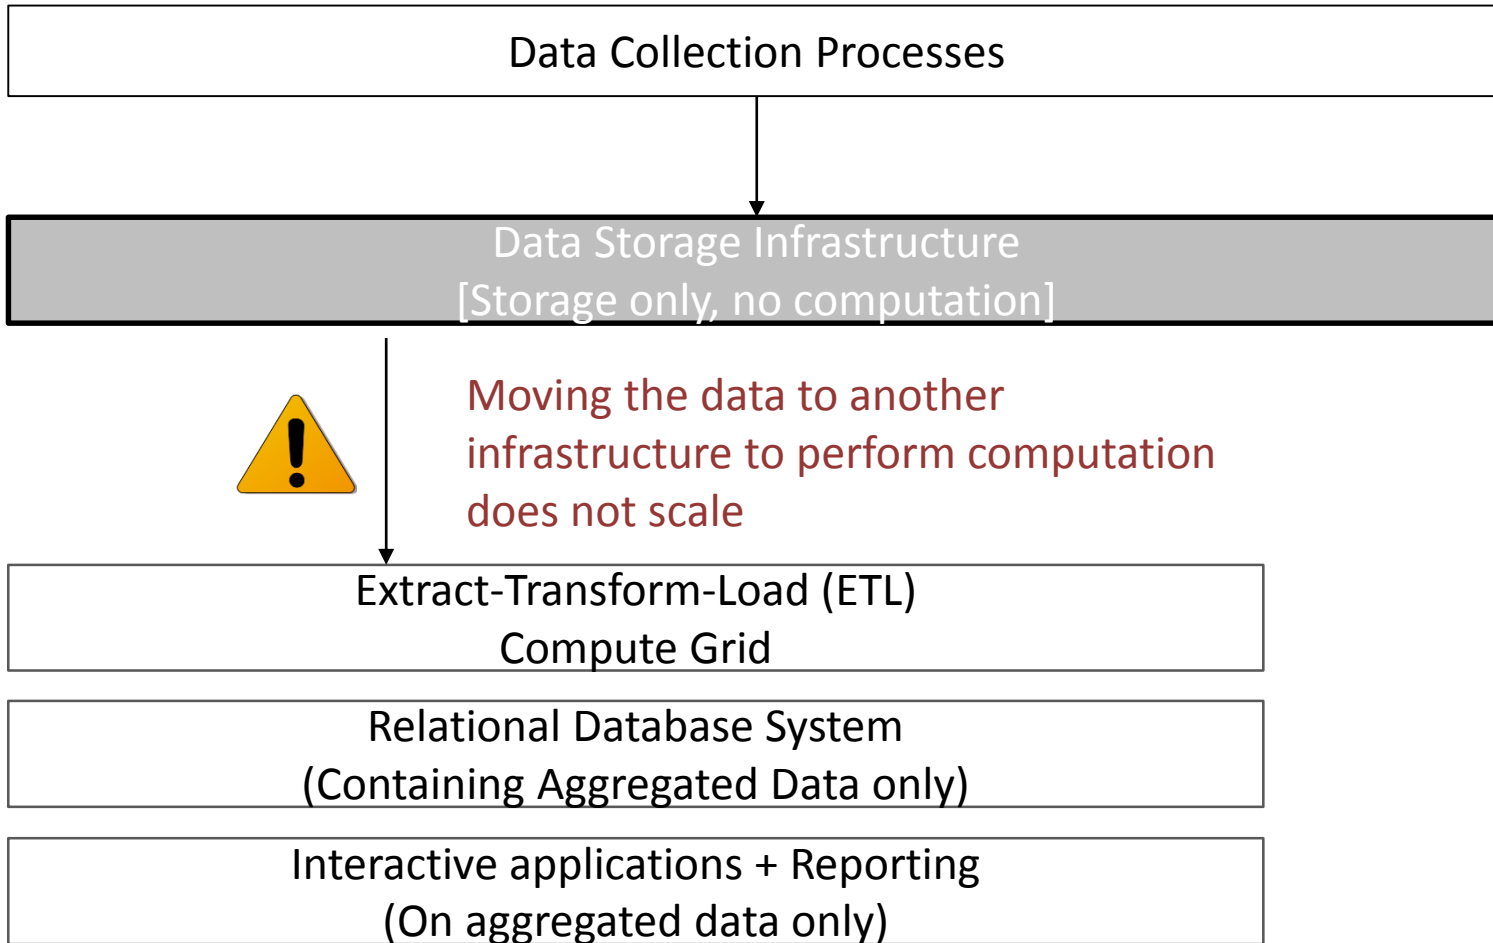 Data Collection Processes
Data Storage Infrastructure
[Storage only, no computation]
Moving the data to another
infrastructure to perform computation
does not scale
Extract-Transform-Load (ETL)
Compute Grid
Relational Database System
(Containing Aggregated Data only)
Interactive applications + Reporting
(On aggregated data only)